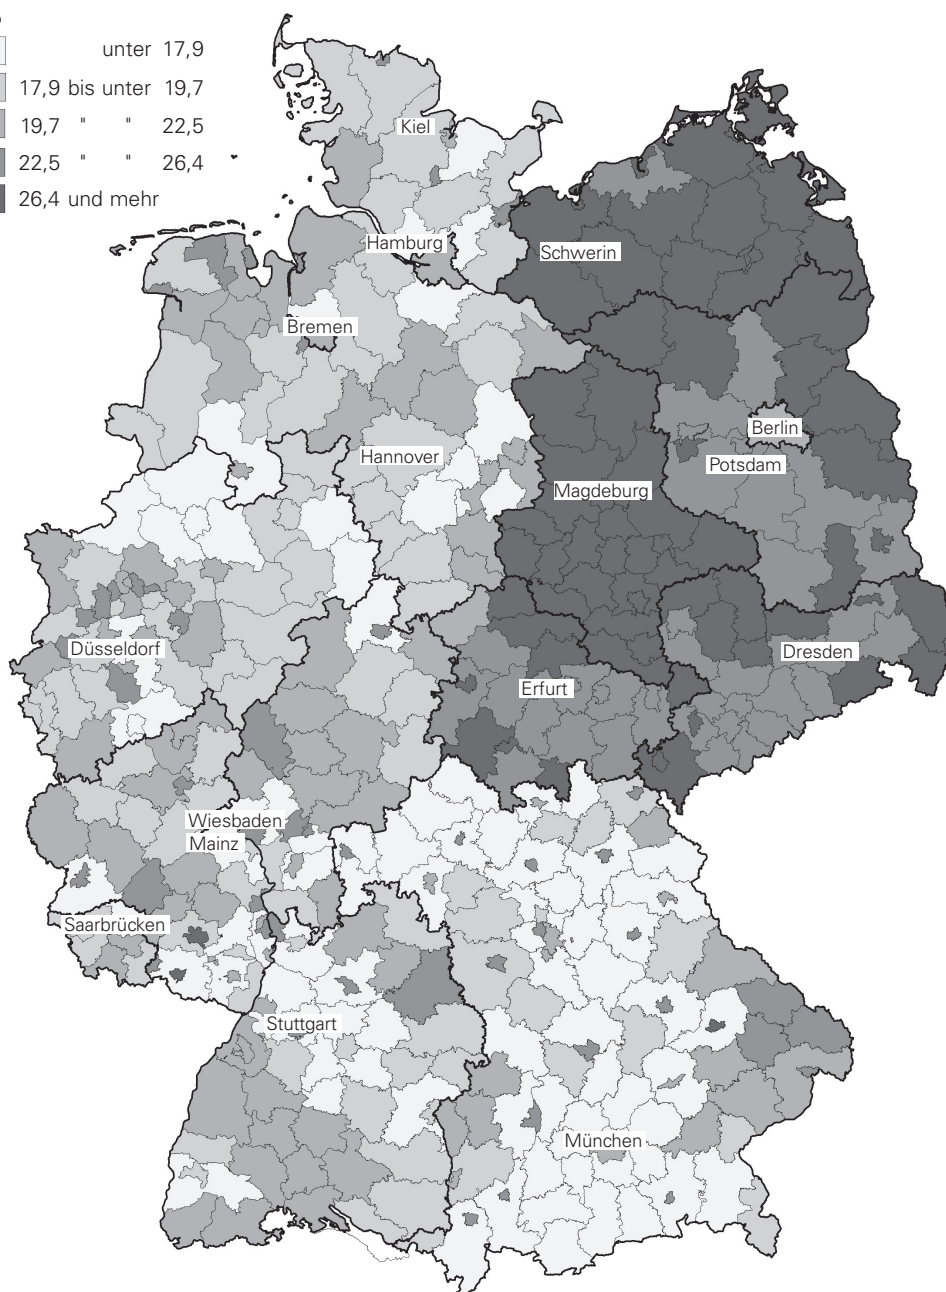 unter 17,9
17,9 bis unter 19,7
19,7 " " 22,5
22,5 " " 26,4
26,4 und mehr
Kiel
Hamburg
Schwerin
Bremen
Berlin
Hannover
Potsdam
Magdeburg
Düsseldorf
Dresden
Erfurt
Wiesbaden
Mainz
Saarbrücken
Stuttgart
München